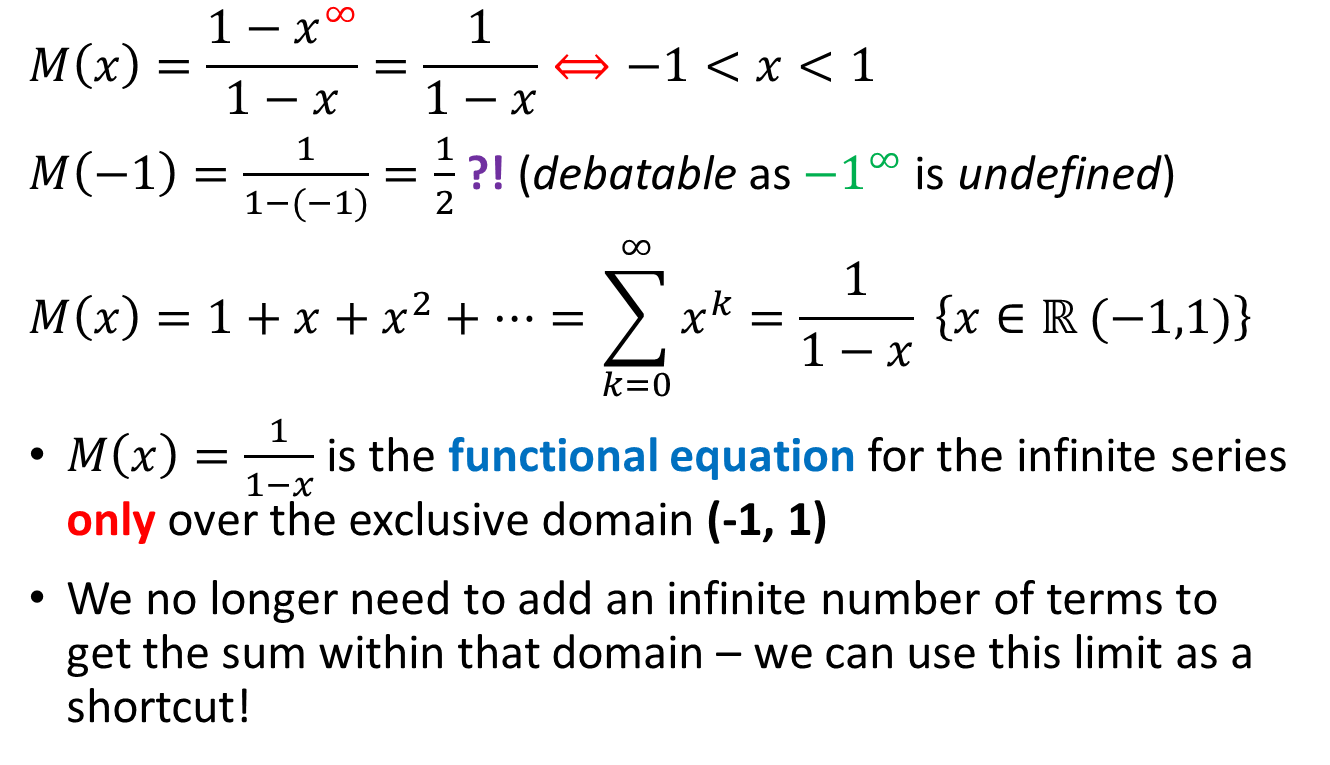 M(x) = (1 − x^∞)/(1 − x) = 1/(1 − x) ⟺ −1 < x < 1
M(−1) = 1/(1−(−1)) = 1/2 ?! (debatable as −1^∞ is undefined)
M(x) = 1 + x + x² + ⋯ = ∑_{k=0}^{∞} x^k = 1/(1 − x) {x ∈ ℝ (−1,1)}
• M(x) = 1/(1−x) is the functional equation for the infinite series
only over the exclusive domain (-1, 1)
• We no longer need to add an infinite number of terms to
get the sum within that domain – we can use this limit as a
shortcut!